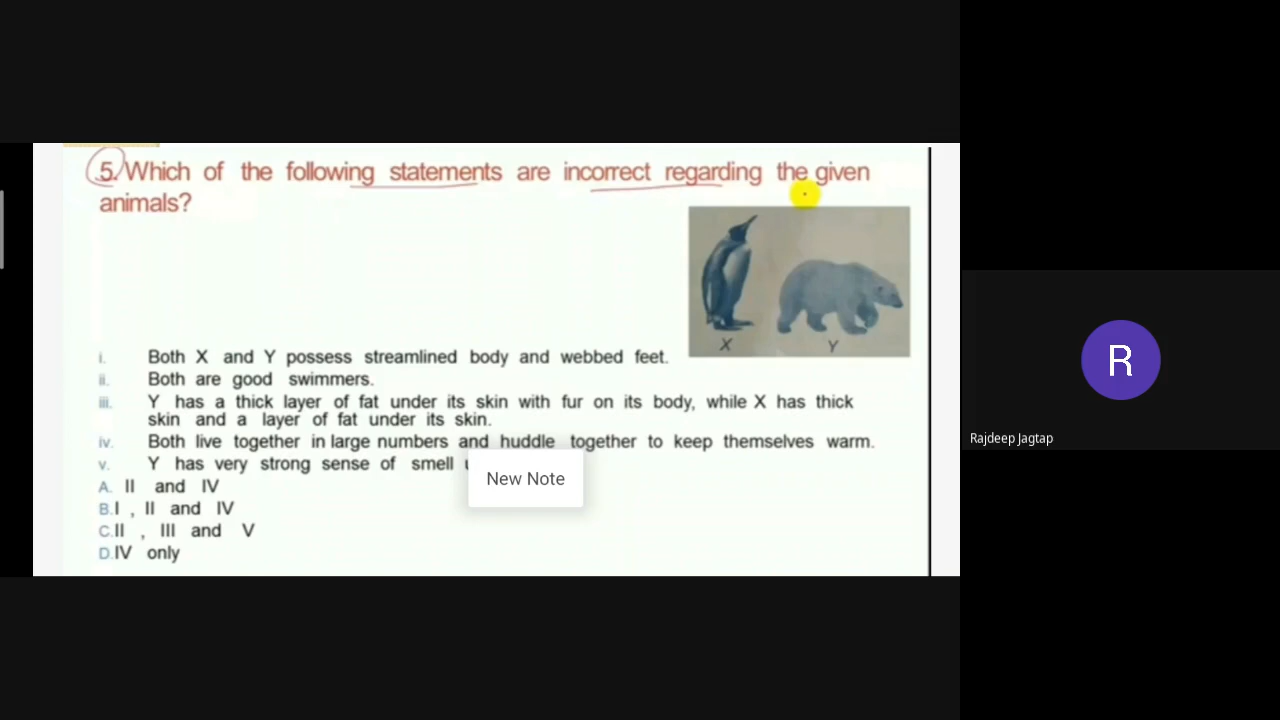 5. Which of the following statements are incorrect regarding the given
animals?
X
Y
i. Both X and Y possess streamlined body and webbed feet.
ii. Both are good swimmers.
iii. Y has a thick layer of fat under its skin with fur on its body, while X has thick
skin and a layer of fat under its skin.
iv. Both live together in large numbers and huddle together to keep themselves warm.
v. Y has very strong sense of smell
New Note
A. II and IV
B.I , II and IV
C.II , III and V
D.IV only
R
Rajdeep Jagtap